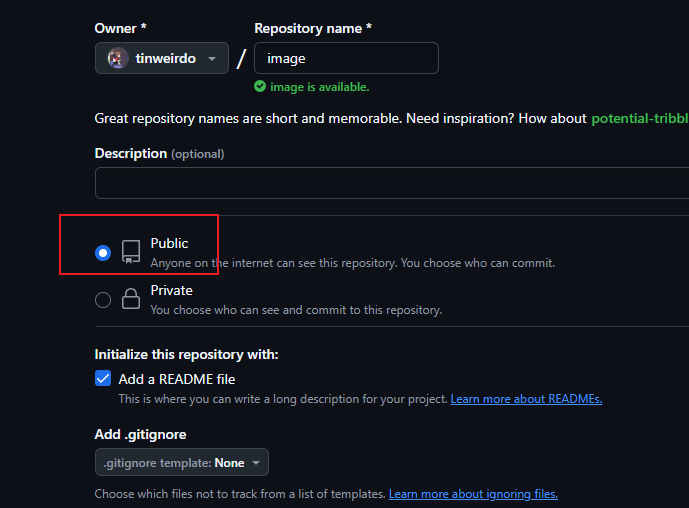 Owner * Repository name *
tinweirdo / image
image is available.
Great repository names are short and memorable. Need inspiration? How about potential-tribbl
Description (optional)
Public
Anyone on the internet can see this repository. You choose who can commit.
Private
You choose who can see and commit to this repository.
Initialize this repository with:
Add a README file
This is where you can write a long description for your project. Learn more about READMEs.
Add .gitignore
.gitignore template: None
Choose which files not to track from a list of templates. Learn more about ignoring files.